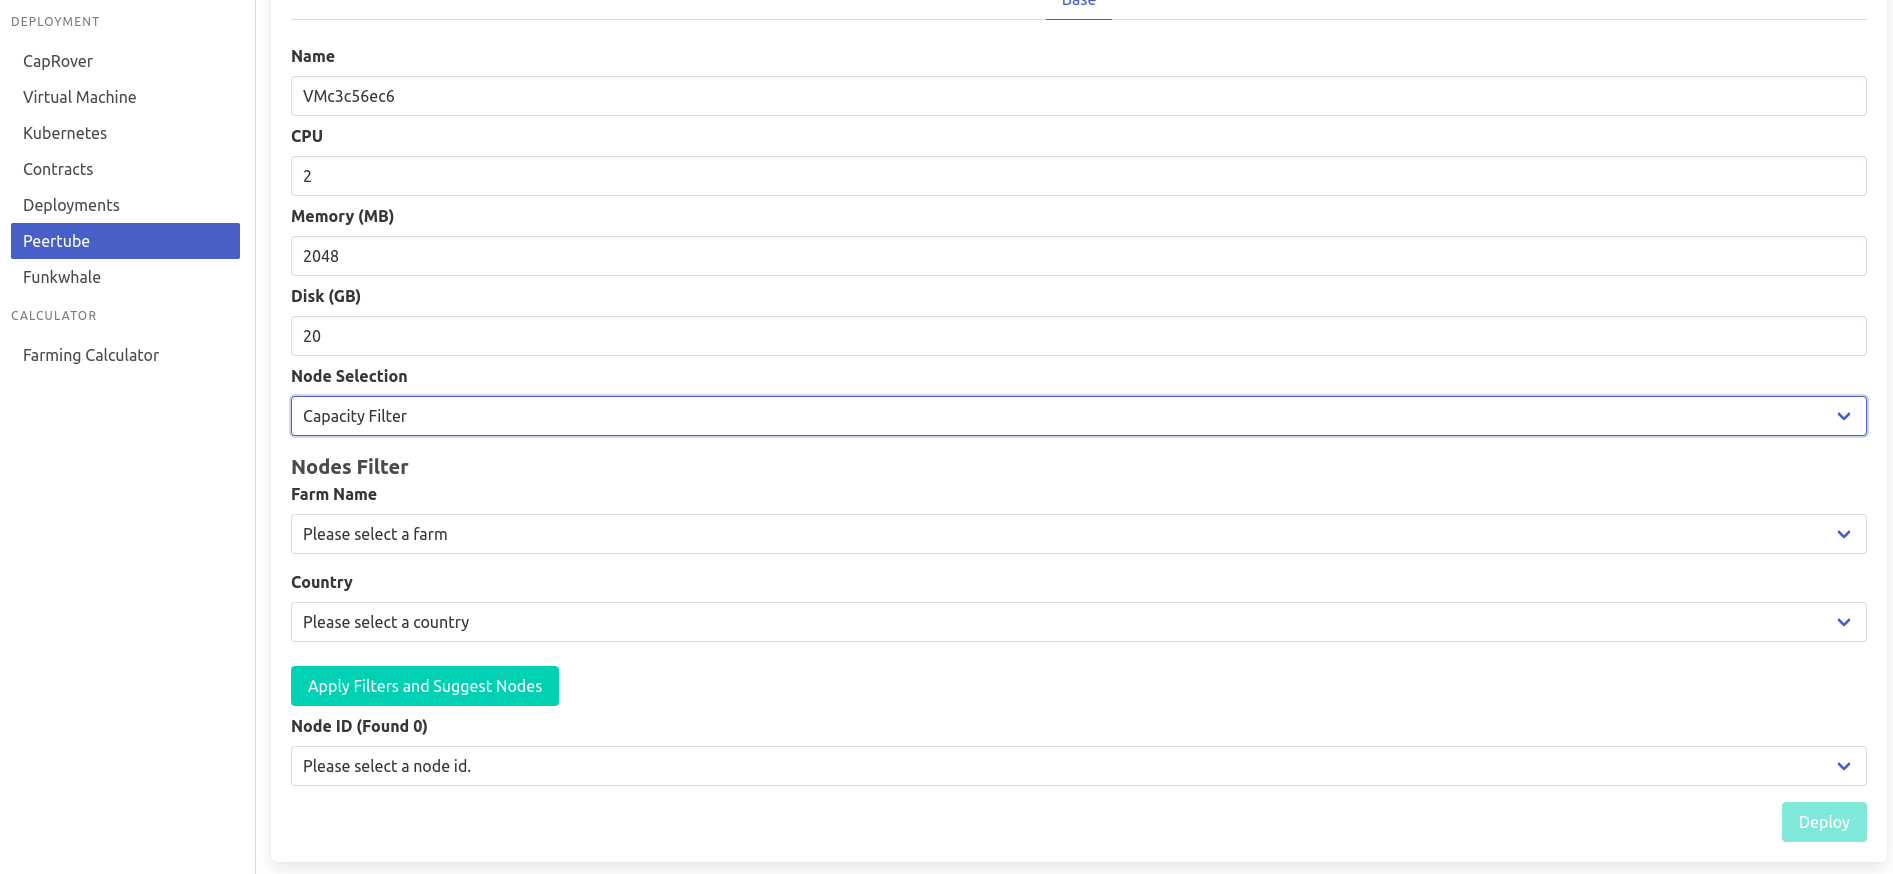 DEPLOYMENT
CapRover
Virtual Machine
Kubernetes
Contracts
Deployments
Peertube
Funkwhale
CALCULATOR
Farming Calculator
Base
Name
VMc3c56ec6
CPU
2
Memory (MB)
2048
Disk (GB)
20
Node Selection
Capacity Filter
Nodes Filter
Farm Name
Please select a farm
Country
Please select a country
Apply Filters and Suggest Nodes
Node ID (Found 0)
Please select a node id.
Deploy